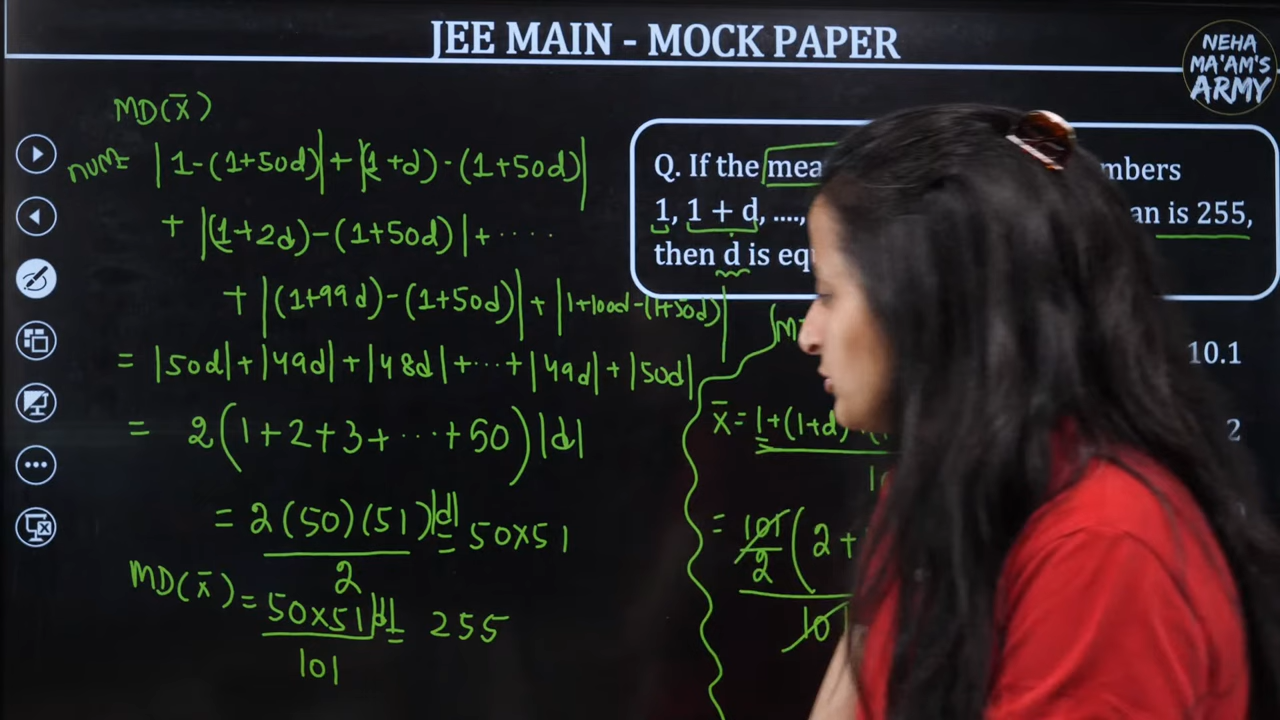 JEE MAIN - MOCK PAPER
NEHA
MA'AM'S
ARMY
MD(x̄)
num= |1-(1+50d)|+|(1+d)-(1+50d)|
+ |(1+2d)-(1+50d)|+.....
+ |(1+99d)-(1+50d)|+|1+100d-(1+50d)|
= |50d|+|49d|+|48d|+...+|49d|+|50d|
= 2(1+2+3+...+50)|d|
= 2(50)(51)|d| = 50×51
2
MD(x̄) = 50×51|d| = 255
101
Q. If the mea mbers
1, 1 + d, ...., an is 255,
then d is eq
10.1
2
x̄ = 1+(1+d)
= 101/2 (2+